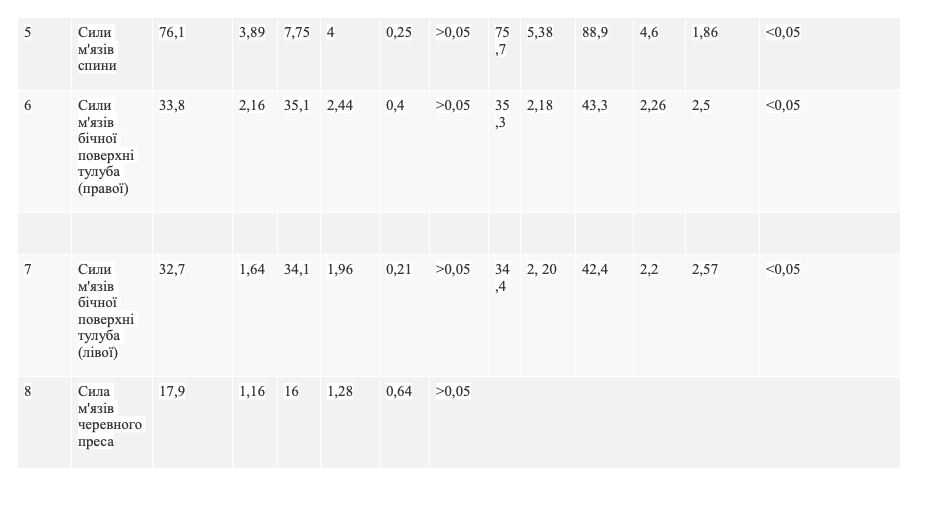 5 Сили 76,1 3,89 7,75 4 0,25 >0,05 75 5,38 88,9 4,6 1,86 <0,05
м'язів ,7
спини
6 Сили 33,8 2,16 35,1 2,44 0,4 >0,05 35 2,18 43,3 2,26 2,5 <0,05
м'язів ,3
бічної
поверхні
тулуба
(правої)
7 Сили 32,7 1,64 34,1 1,96 0,21 >0,05 34 2, 20 42,4 2,2 2,57 <0,05
м'язів ,4
бічної
поверхні
тулуба
(лівої)
8 Сила 17,9 1,16 16 1,28 0,64 >0,05
м'язів
черевного
преса